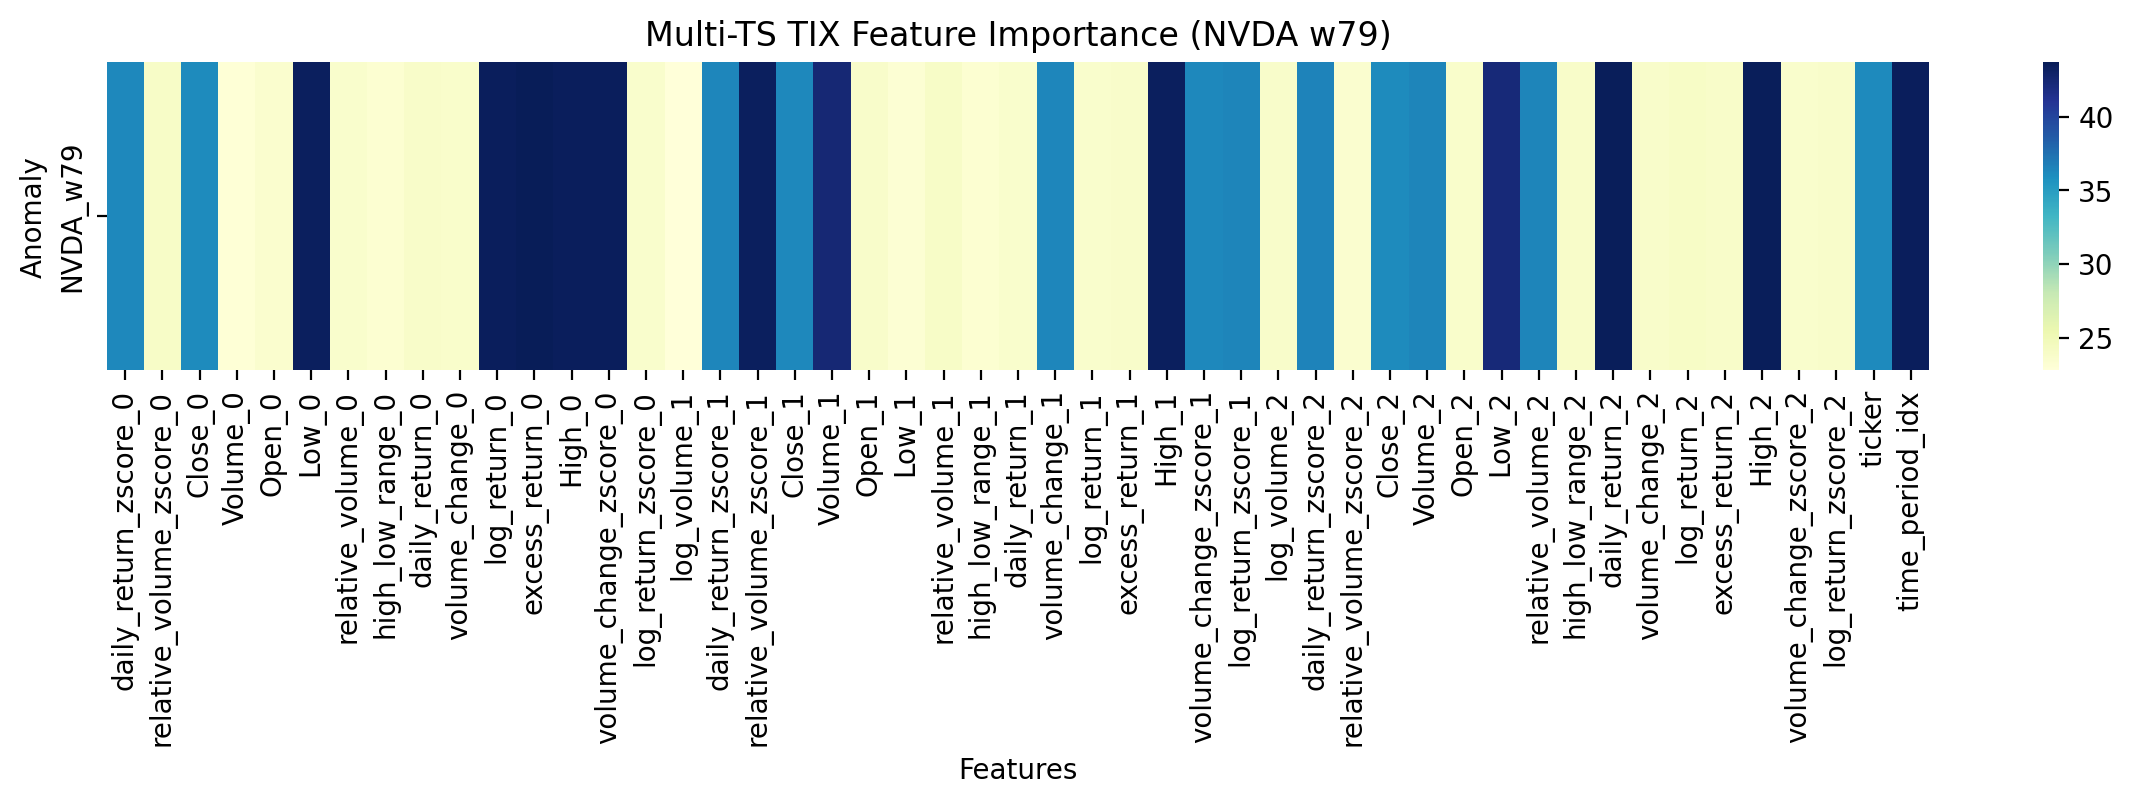 Multi-TS TIX Feature Importance (NVDA w79)
Anomaly
NVDA_w79
40
35
30
25
daily_return_zscore_0
relative_volume_zscore_0
Close_0
Volume_0
Open_0
Low_0
relative_volume_0
high_low_range_0
daily_return_0
volume_change_0
log_return_0
excess_return_0
High_0
volume_change_zscore_0
log_return_zscore_0
log_volume_1
daily_return_zscore_1
relative_volume_zscore_1
Close_1
Volume_1
Open_1
Low_1
relative_volume_1
high_low_range_1
daily_return_1
volume_change_1
log_return_1
excess_return_1
High_1
volume_change_zscore_1
log_return_zscore_1
log_volume_2
daily_return_zscore_2
relative_volume_zscore_2
Close_2
Volume_2
Open_2
Low_2
relative_volume_2
high_low_range_2
daily_return_2
volume_change_2
log_return_2
excess_return_2
High_2
volume_change_zscore_2
log_return_zscore_2
ticker
time_period_idx
Features